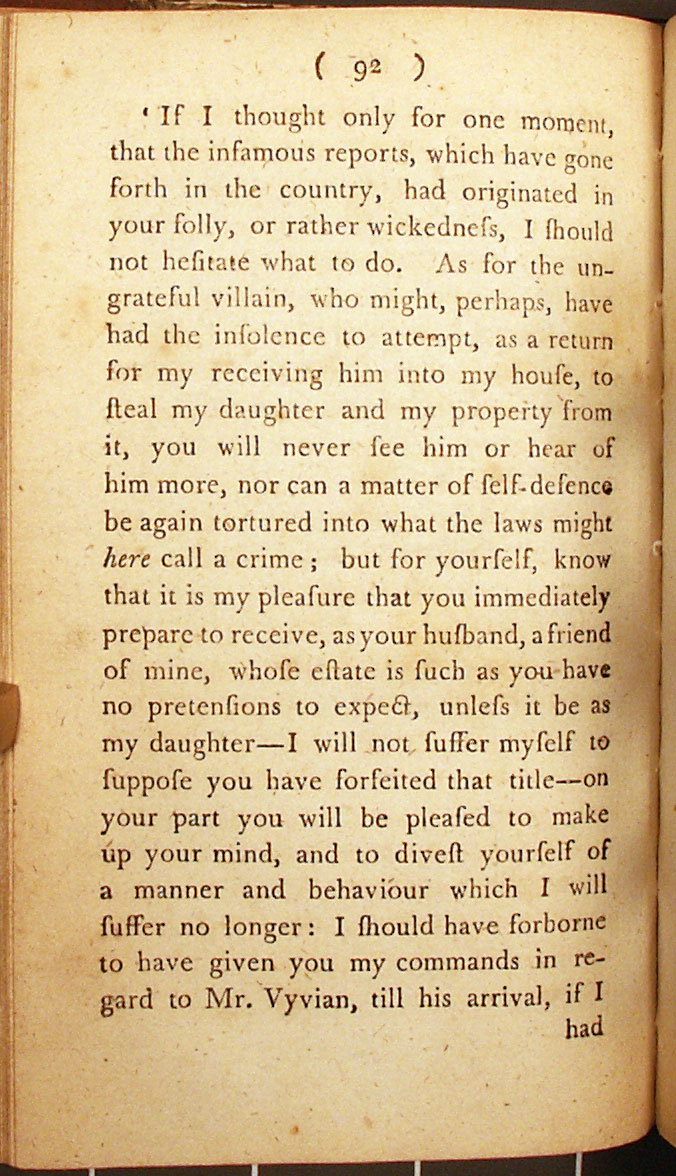 ( 92 )
‘ If I thought only for one moment,
that the infamous reports, which have gone
forth in the country, had originated in
your folly, or rather wickedneſs, I ſhould
not heſitate what to do. As for the un-
grateful villain, who might, perhaps, have
had the inſolence to attempt, as a return
for my receiving him into my houſe, to
ſteal my daughter and my property from
it, you will never ſee him or hear of
him more, nor can a matter of ſelf-defence
be again tortured into what the laws might
here call a crime ; but for yourſelf, know
that it is my pleaſure that you immediately
prepare to receive, as your huſband, a friend
of mine, whoſe eſtate is ſuch as you have
no pretenſions to expect, unleſs it be as
my daughter—I will not ſuffer myſelf to
ſuppoſe you have forfeited that title—on
your part you will be pleaſed to make
up your mind, and to diveſt yourſelf of
a manner and behaviour which I will
ſuffer no longer : I ſhould have forborne
to have given you my commands in re-
gard to Mr. Vyvian, till his arrival, if I
had